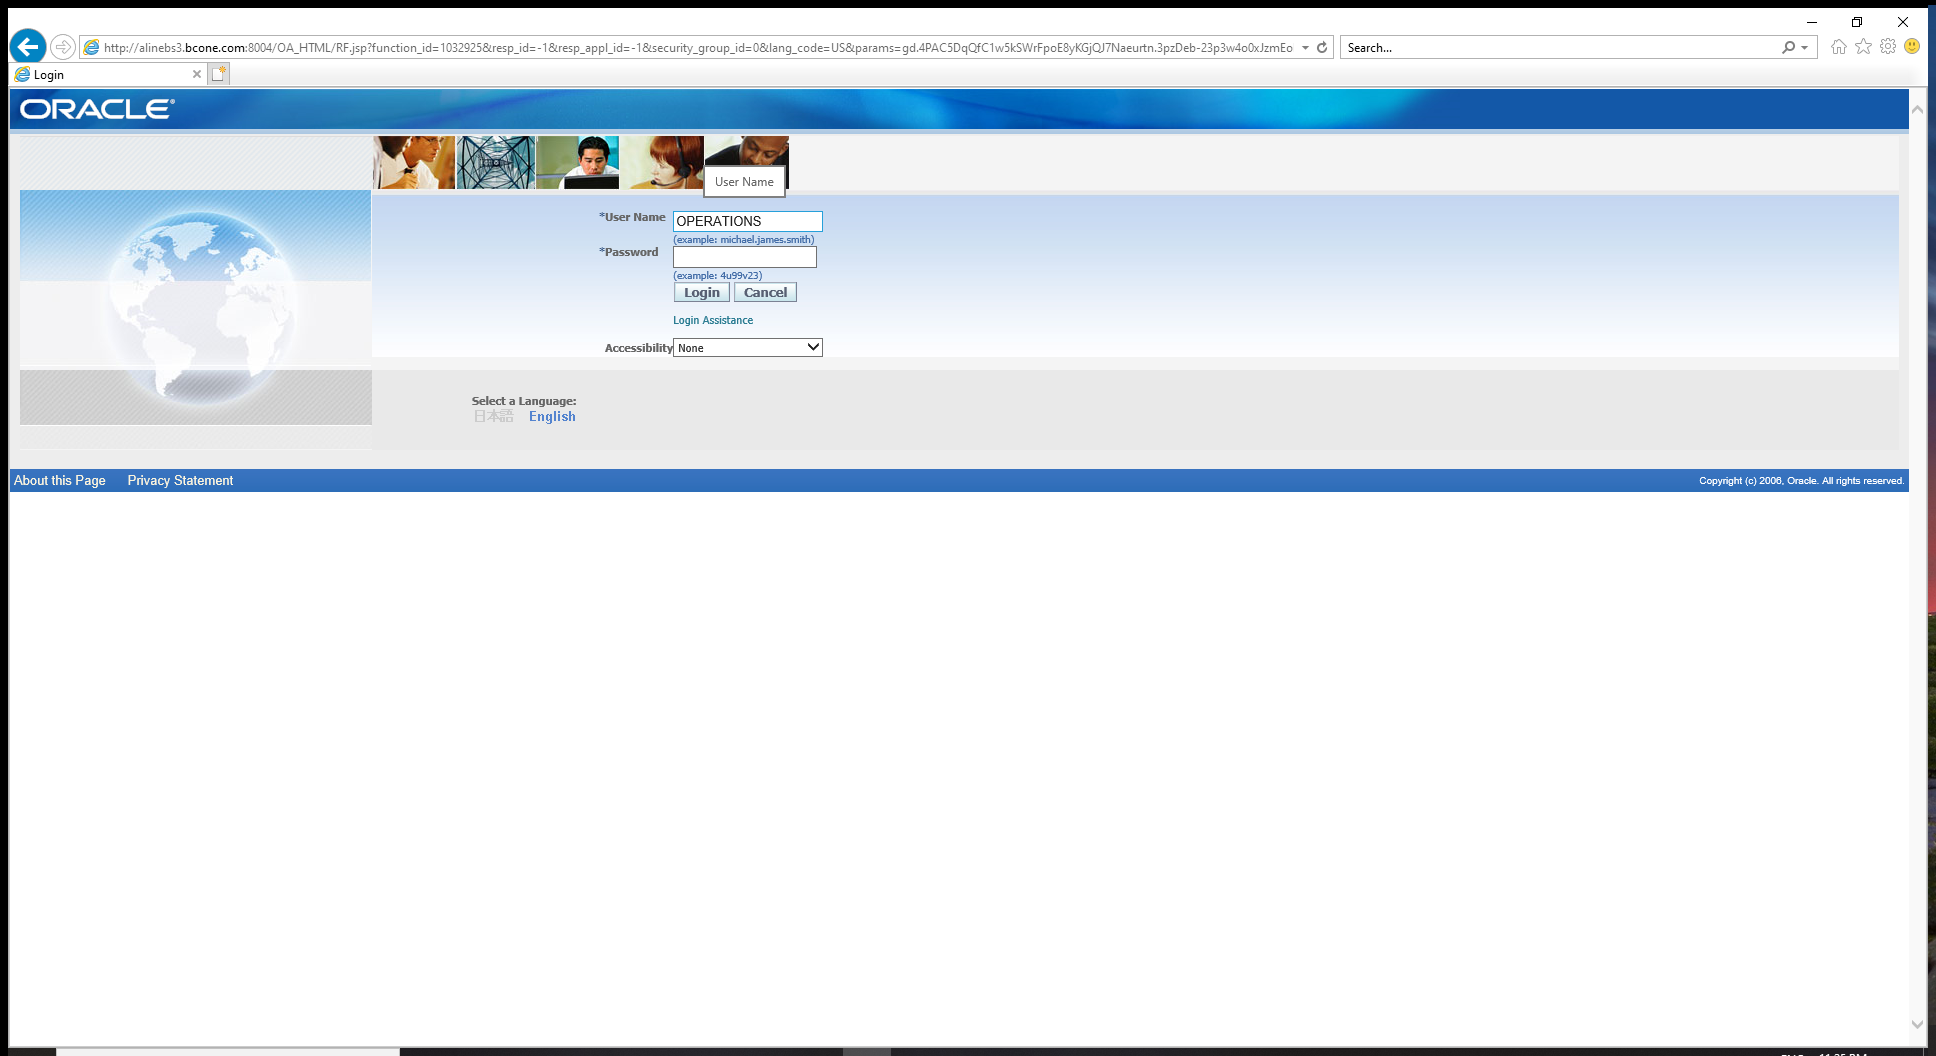 http://alinebs3.bcone.com:8004/OA_HTML/RF.jsp?function_id=1032925&resp_id=-1&resp_appl_id=-1&security_group_id=0&lang_code=US&params=gd.4PAC5DqQfC1w5kSWrFpoE8yKGjQJ7Naeurtn.3pzDeb-23p3w4o0xJzmEo
Search...
Login
ORACLE®
User Name
*User Name OPERATIONS
(example: michael.james.smith)
*Password
(example: 4u99v23)
Login Cancel
Login Assistance
Accessibility None
Select a Language:
日本語 English
About this Page Privacy Statement Copyright (c) 2006, Oracle. All rights reserved.